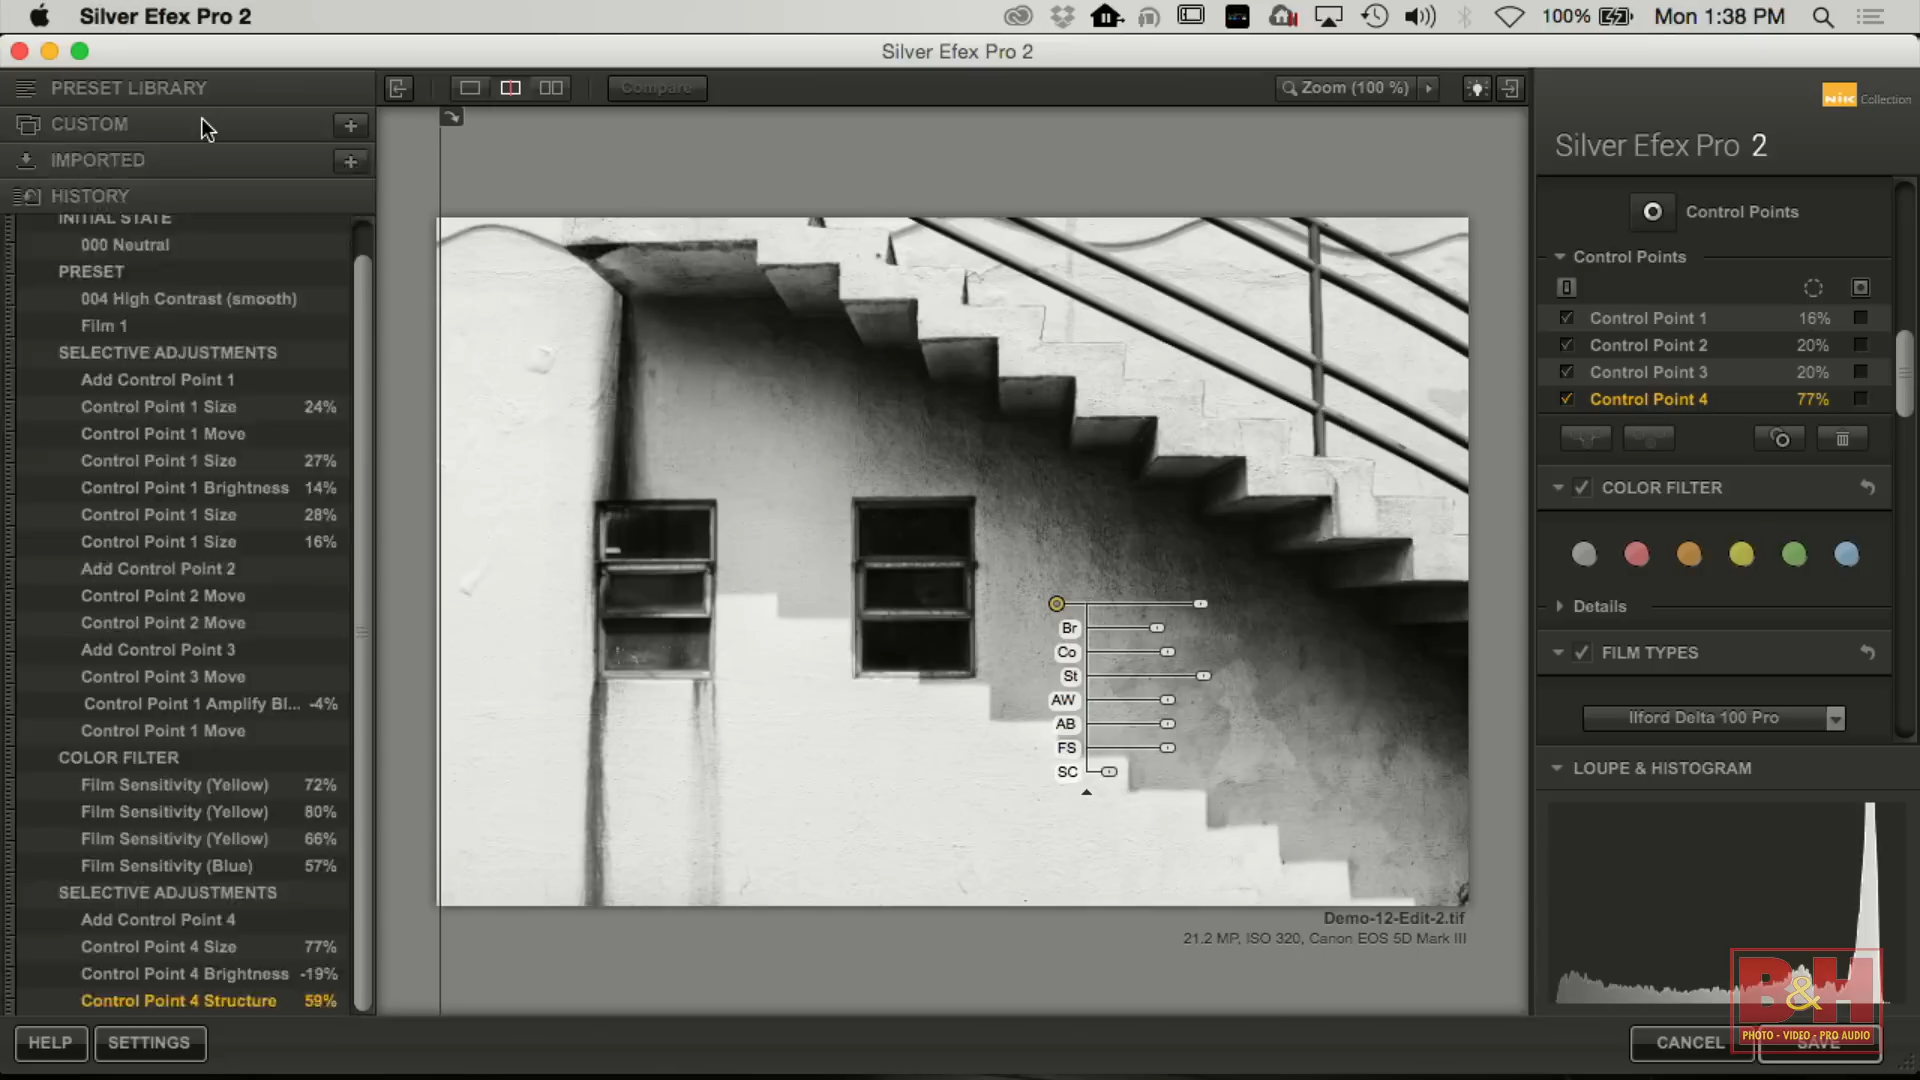 Silver Efex Pro 2
100%
Mon 1:38 PM
Silver Efex Pro 2
PRESET LIBRARY
Compare
Zoom (100 %)
Nik Collection
CUSTOM
IMPORTED
Silver Efex Pro 2
HISTORY
INITIAL STATE
000 Neutral
PRESET
004 High Contrast (smooth)
Film 1
SELECTIVE ADJUSTMENTS
Add Control Point 1
Control Point 1 Size 24%
Control Point 1 Move
Control Point 1 Size 27%
Control Point 1 Brightness 14%
Control Point 1 Size 28%
Control Point 1 Size 16%
Add Control Point 2
Control Point 2 Move
Control Point 2 Move
Add Control Point 3
Control Point 3 Move
Control Point 1 Amplify Bl... -4%
Control Point 1 Move
COLOR FILTER
Film Sensitivity (Yellow) 72%
Film Sensitivity (Yellow) 80%
Film Sensitivity (Yellow) 66%
Film Sensitivity (Blue) 57%
SELECTIVE ADJUSTMENTS
Add Control Point 4
Control Point 4 Size 77%
Control Point 4 Brightness -19%
Control Point 4 Structure 59%
HELP
SETTINGS
Br
Co
St
AW
AB
FS
SC
Demo-12-Edit-2.tif
21.2 MP, ISO 320, Canon EOS 5D Mark III
Control Points
Control Points
Control Point 1 16%
Control Point 2 20%
Control Point 3 20%
Control Point 4 77%
COLOR FILTER
Details
FILM TYPES
Ilford Delta 100 Pro
LOUPE & HISTOGRAM
B&H
PHOTO - VIDEO - PRO AUDIO
CANCEL
SAVE